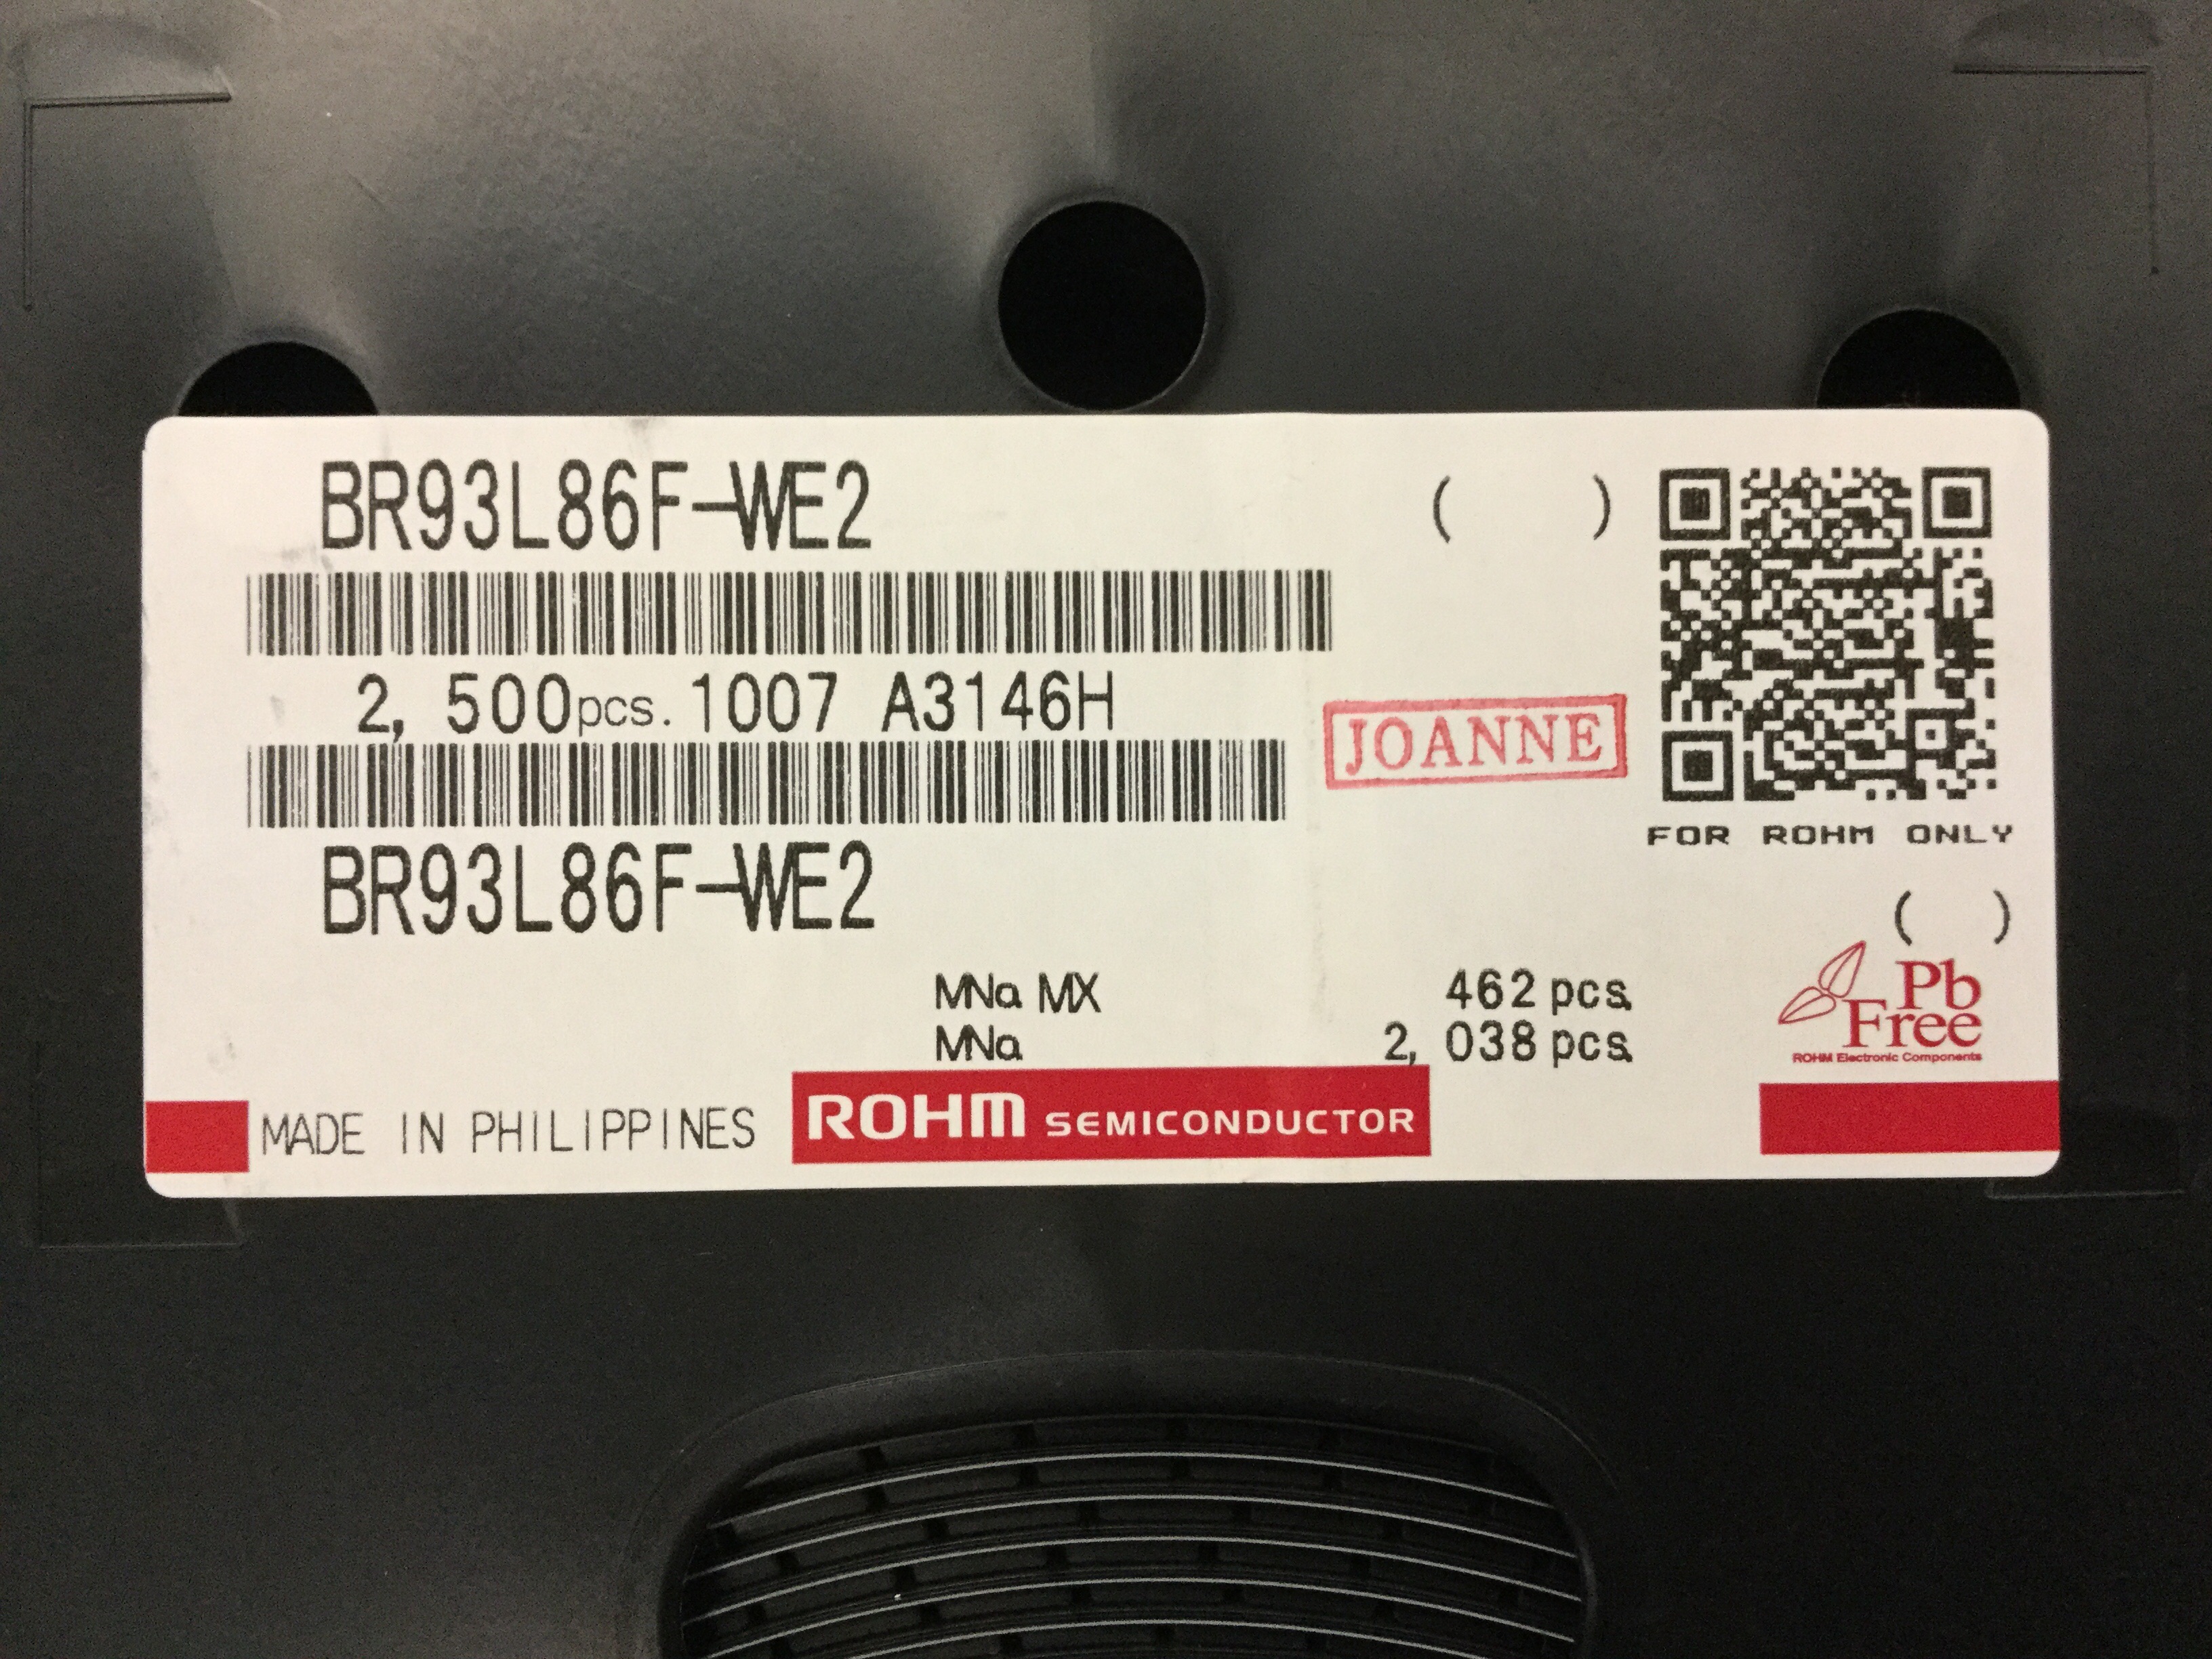 BR93L86F-WE2 ( )
2, 500pcs. 1007 A3146H
JOANNE
FOR ROHM ONLY
BR93L86F-WE2
( )
MNa MX 462 pcs.
MNa 2, 038 pcs.
Pb
Free
ROHM Electronic Components
MADE IN PHILIPPINES
ROHM SEMICONDUCTOR